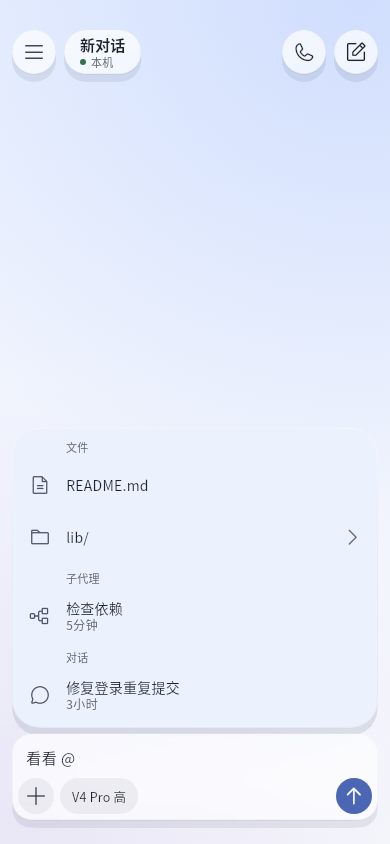 新对话
本机
文件
README.md
lib/
子代理
检查依赖
5分钟
对话
修复登录重复提交
3小时
看看 @
V4 Pro 高